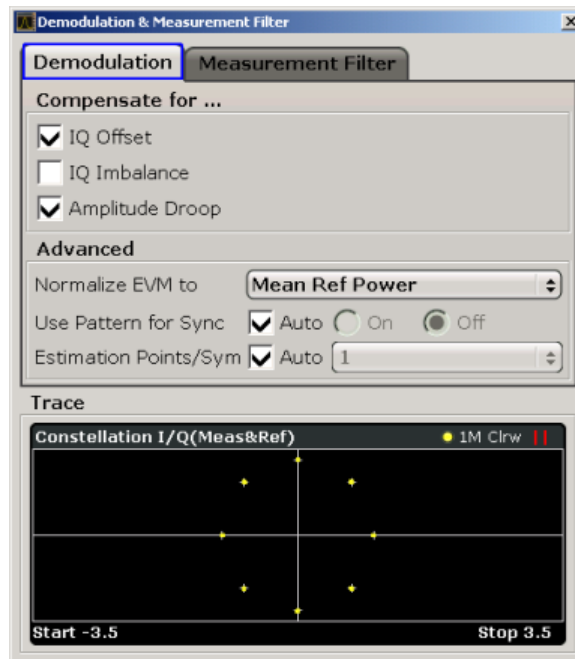 Demodulation & Measurement Filter
Demodulation Measurement Filter
Compensate for ...
IQ Offset
IQ Imbalance
Amplitude Droop
Advanced
Normalize EVM to Mean Ref Power
Use Pattern for Sync Auto On Off
Estimation Points/Sym Auto 1
Trace
Constellation I/Q(Meas&Ref) 1M Clrw
Start -3.5 Stop 3.5